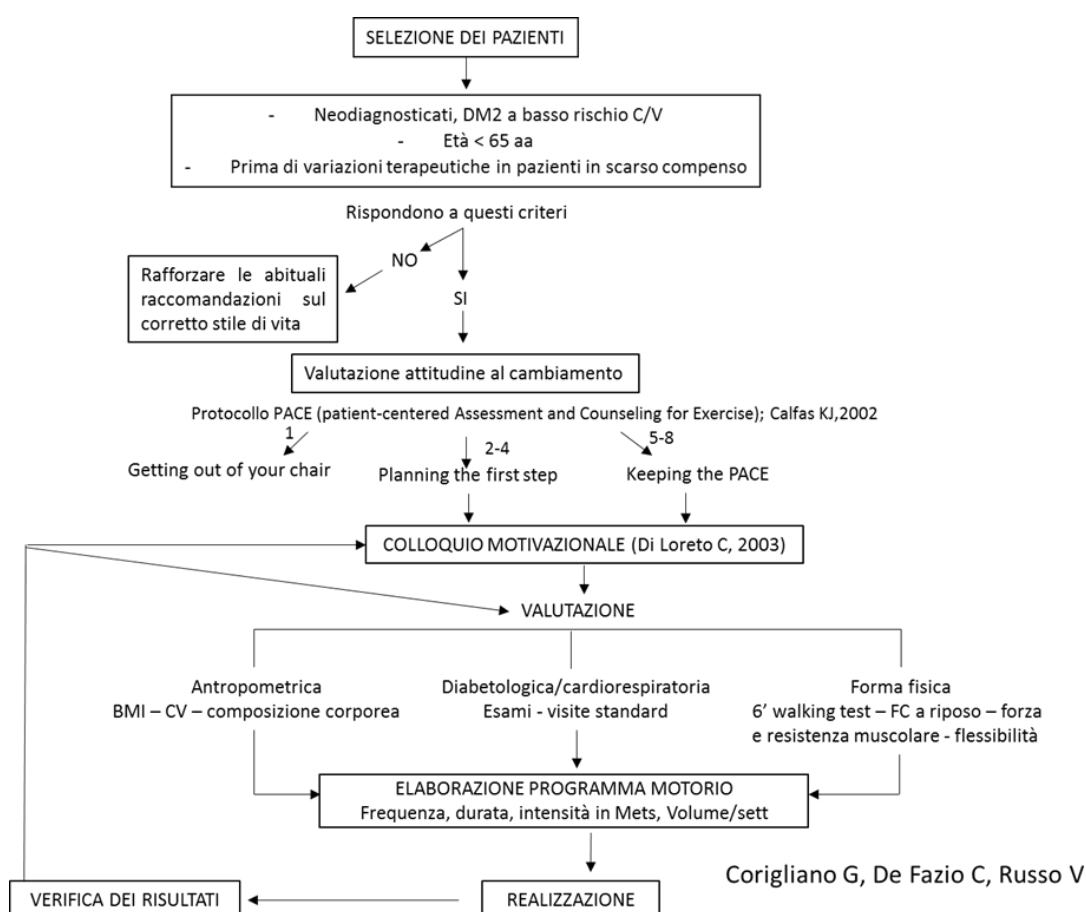 SELEZIONE DEI PAZIENTI
- Neodiagnosticati, DM2 a basso rischio C/V
- Età < 65 aa
- Prima di variazioni terapeutiche in pazienti in scarso compenso
Rispondono a questi criteri
NO
Rafforzare le abituali
raccomandazioni sul
corretto stile di vita
SI
Valutazione attitudine al cambiamento
Protocollo PACE (patient-centered Assessment and Counseling for Exercise); Calfas KJ,2002
1
2-4
5-8
Getting out of your chair
Planning the first step
Keeping the PACE
COLLOQUIO MOTIVAZIONALE (Di Loreto C, 2003)
VALUTAZIONE
Antropometrica
BMI – CV – composizione corporea
Diabetologica/cardiorespiratoria
Esami - visite standard
Forma fisica
6’ walking test – FC a riposo – forza
e resistenza muscolare - flessibilità
ELABORAZIONE PROGRAMMA MOTORIO
Frequenza, durata, intensità in Mets, Volume/sett
Corigliano G, De Fazio C, Russo V
VERIFICA DEI RISULTATI
REALIZZAZIONE